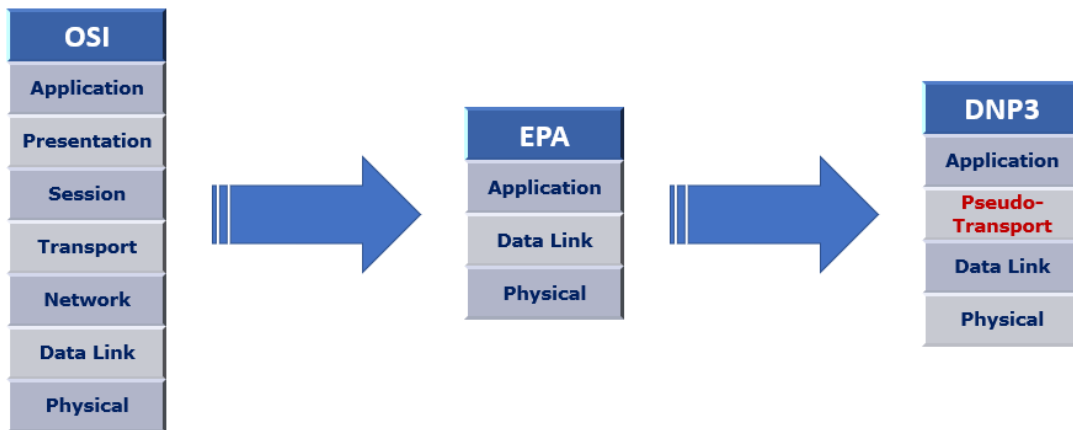 OSI
Application
Presentation
Session
Transport
Network
Data Link
Physical
EPA
Application
Data Link
Physical
DNP3
Application
Pseudo-
Transport
Data Link
Physical